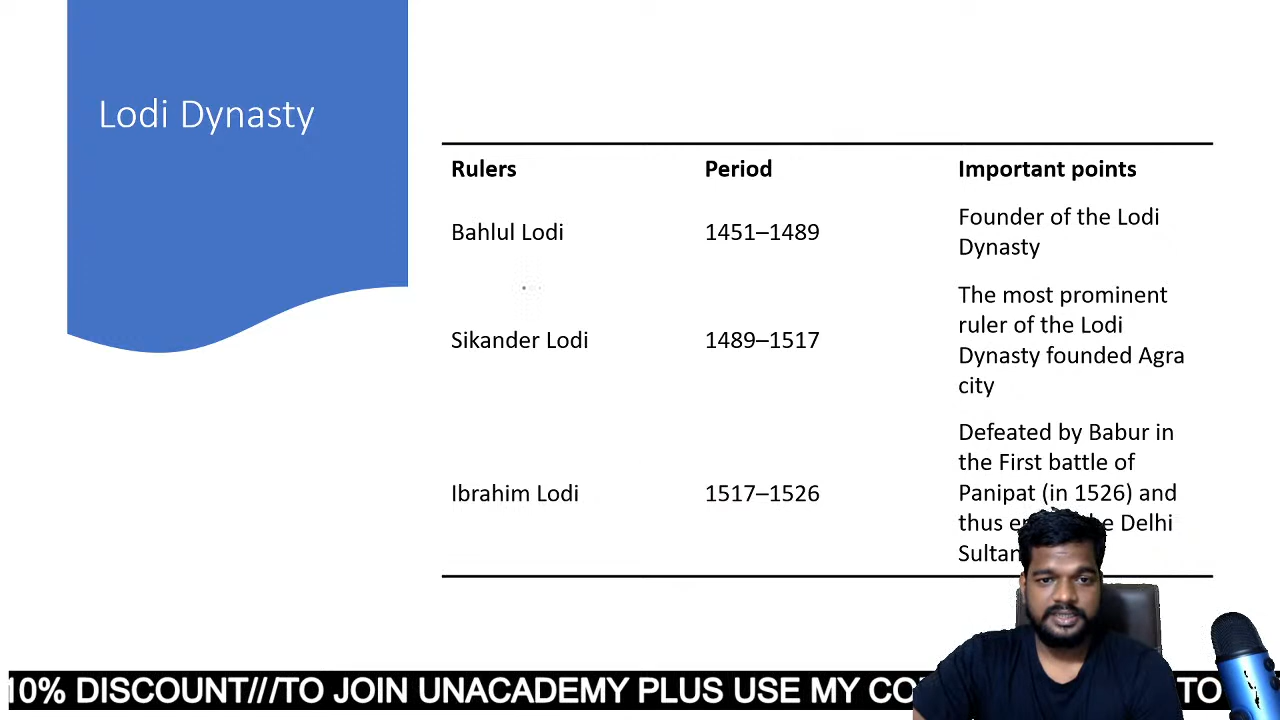 Lodi Dynasty
Rulers Period Important points
Bahlul Lodi 1451–1489 Founder of the Lodi
Dynasty
Sikander Lodi 1489–1517 The most prominent
ruler of the Lodi
Dynasty founded Agra
city
Ibrahim Lodi 1517–1526 Defeated by Babur in
the First battle of
Panipat (in 1526) and
thus Delhi
10% DISCOUNT///TO JOIN UNACADEMY PLUS USE MY TO